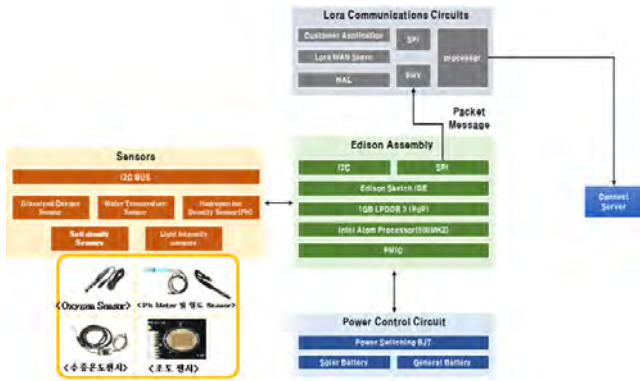 Lora Communications Circuits
Customer Application
SPI
Lora WAN Stack
processor
HAL
PHY
Packet
Message
Edison Assembly
I2C
SPI
Edison Sketch IDE
1GB LPDDR 3 (PoP)
Intel Atom Processor(500MHZ)
PMIC
Sensors
I2C BUS
Dissolved Oxygen
Sensor
Water Temperature
Sensor
Hydrogen Ion
Density Sensor(PH)
Salt density
Sensors
Light Intensity
sensors
<Oxygen Sensor>
<Ph Meter 및 염도 Sensor>
<수중온도센서>
<조도 센서>
Connect
Server
Power Control Circuit
Power Switching BJT
Solar Battery
General Battery